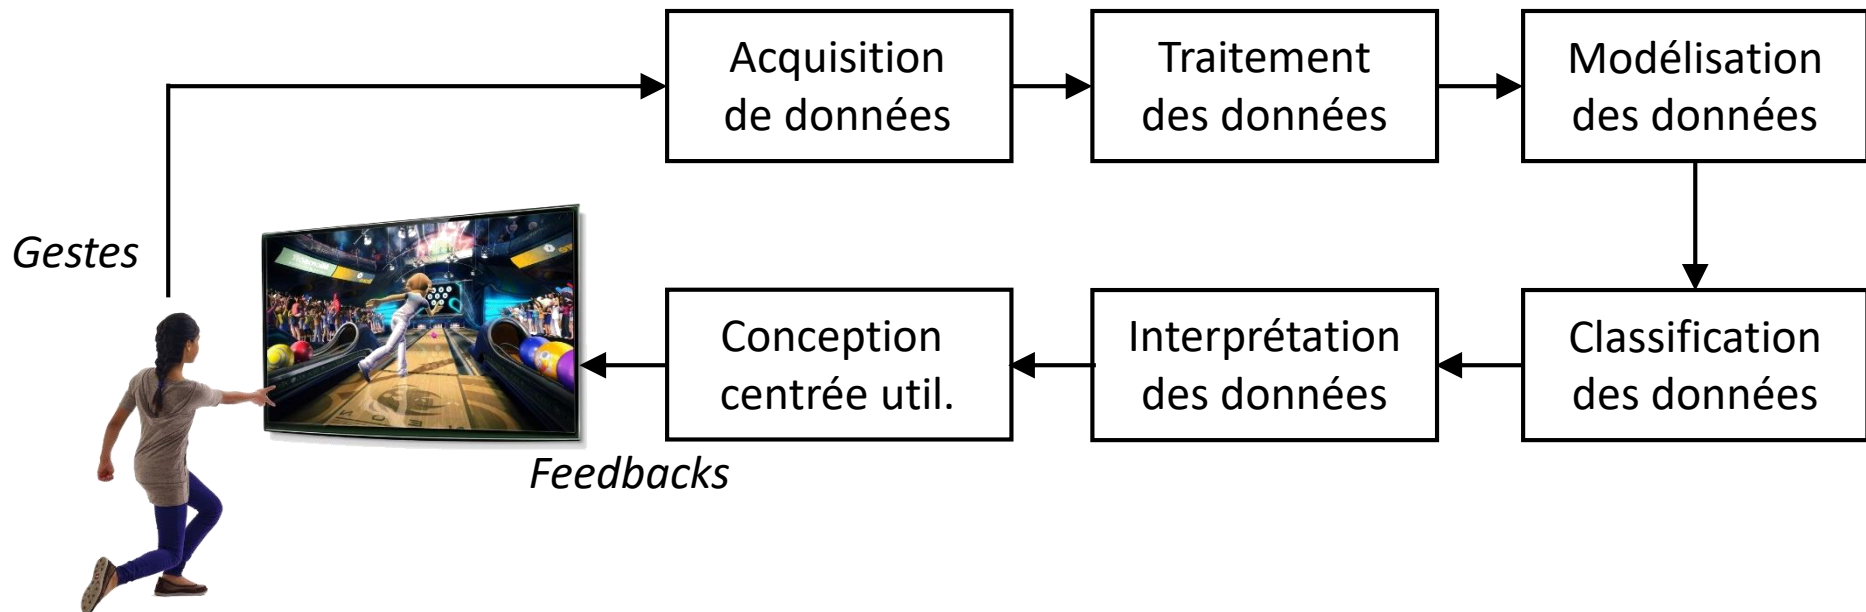 Acquisition
de données
Traitement
des données
Modélisation
des données
Gestes
Conception
centrée util.
Interprétation
des données
Classification
des données
Feedbacks